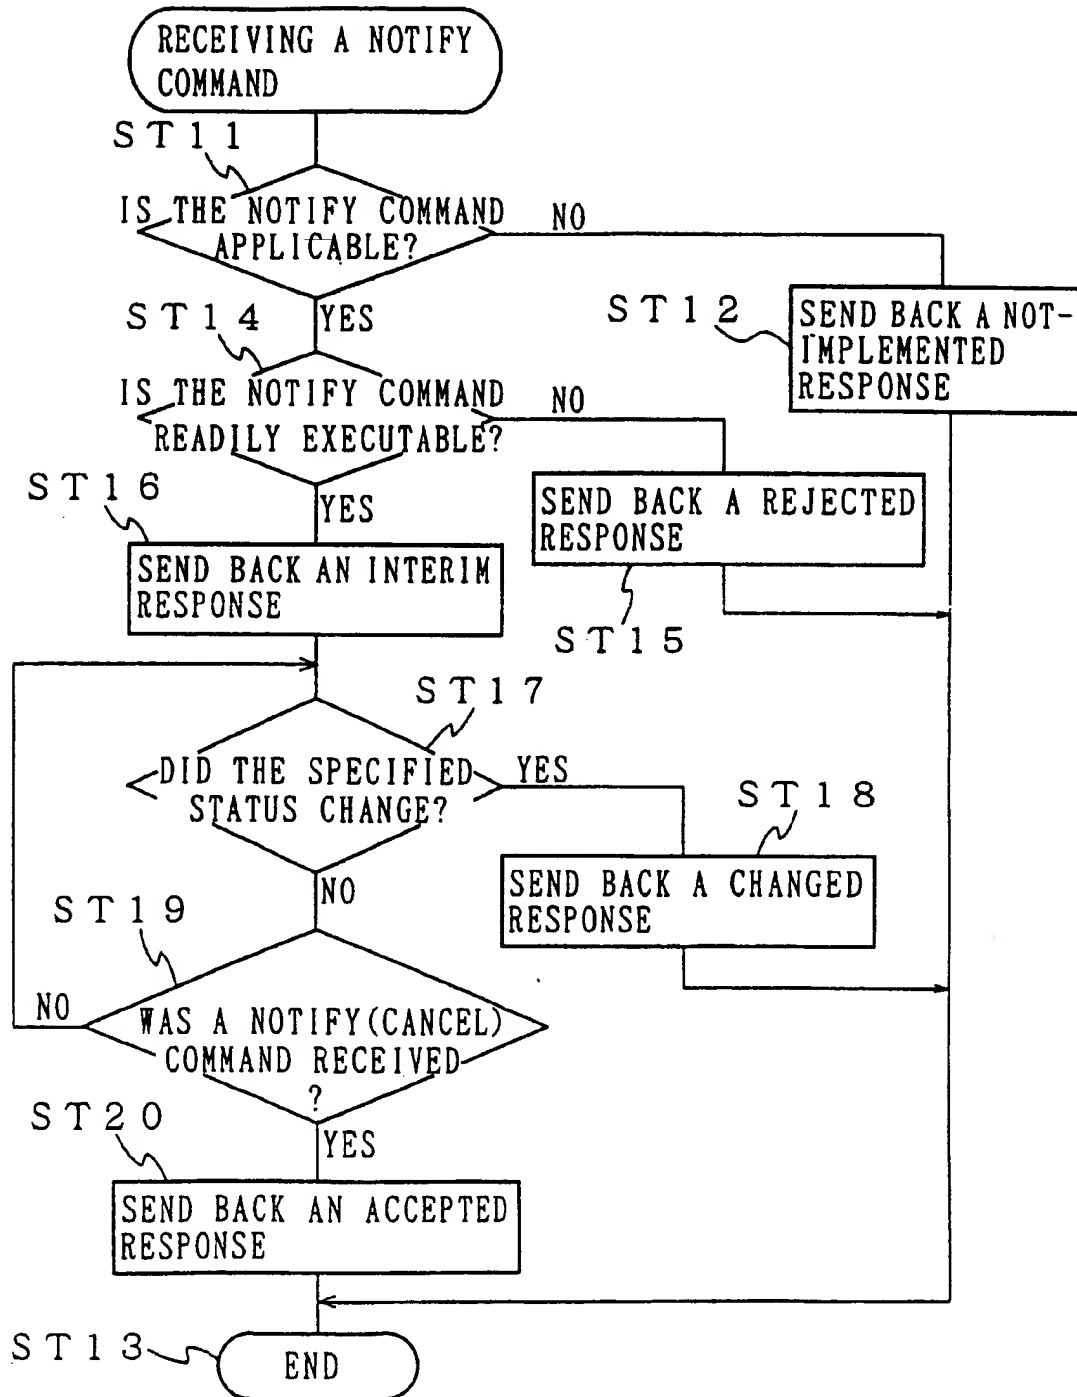 RECEIVING A NOTIFY
COMMAND
ST11
IS THE NOTIFY COMMAND
APPLICABLE?
NO
YES
ST12
SEND BACK A NOT-
IMPLEMENTED
RESPONSE
ST14
IS THE NOTIFY COMMAND
READILY EXECUTABLE?
NO
YES
SEND BACK A REJECTED
RESPONSE
ST15
ST16
SEND BACK AN INTERIM
RESPONSE
ST17
DID THE SPECIFIED
STATUS CHANGE?
YES
NO
ST18
SEND BACK A CHANGED
RESPONSE
ST19
NO
WAS A NOTIFY(CANCEL)
COMMAND RECEIVED
?
YES
ST20
SEND BACK AN ACCEPTED
RESPONSE
ST13
END